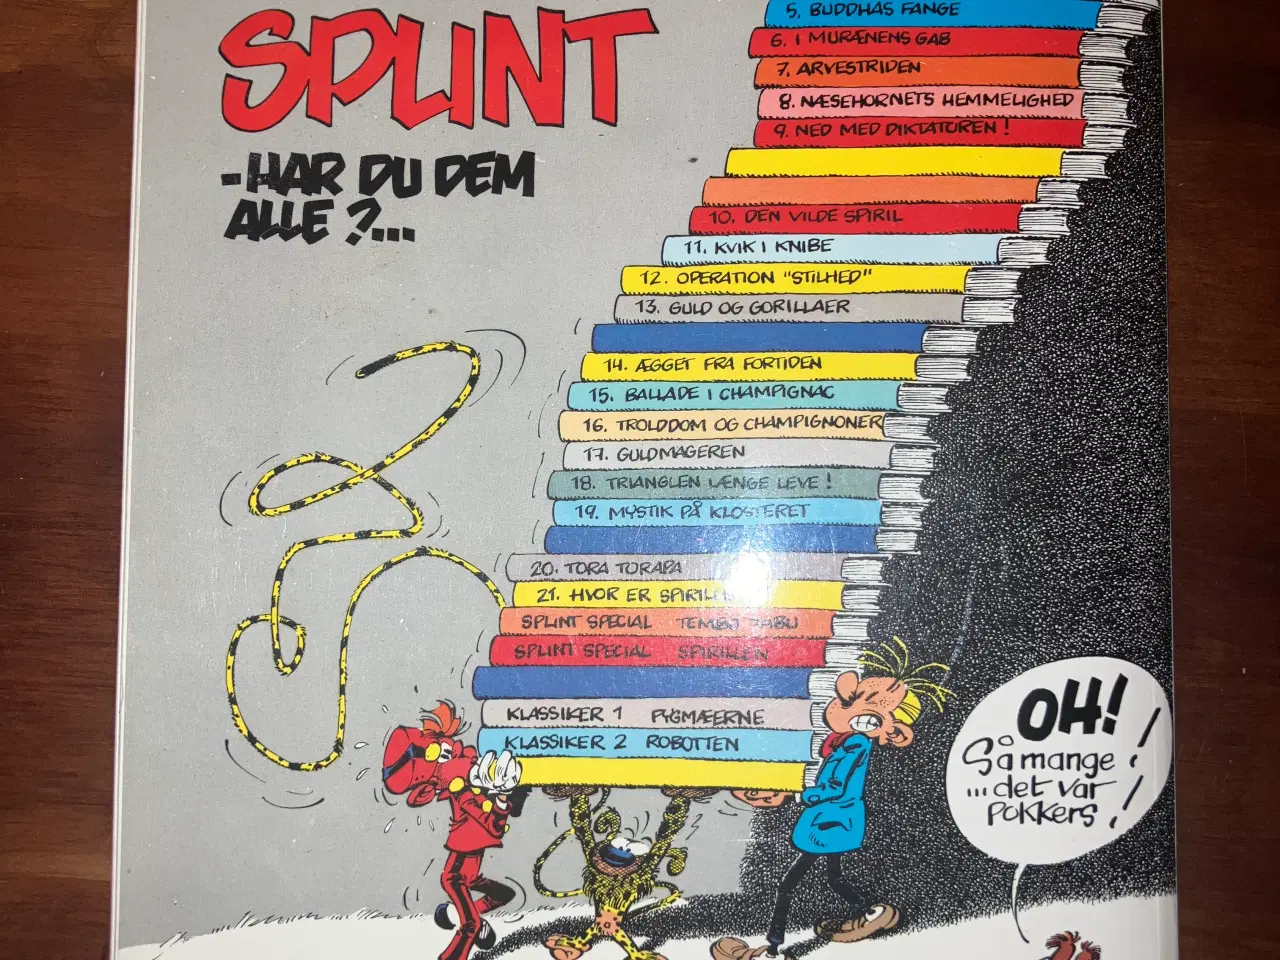 SPLINT
-HAR DU DEM
ALLE ?...
5. BUDDHAS FANGE
6. I MURÆNENS GAB
7. ARVESTRIDEN
8. NÆSEHORNETS HEMMELIGHED
9. NED MED DIKTATUREN !
10. DEN VILDE SPIRIL
11. KVIK I KNIBE
12. OPERATION "STILHED"
13. GULD OG GORILLAER
14. ÆGGET FRA FORTIDEN
15. BALLADE I CHAMPIGNAC
16. TROLDDOM OG CHAMPIGNONER
17. GULDMAGEREN
18. TRIANGLEN LÆNGE LEVE !
19. MYSTIK PÅ KLOSTERET
20. TORA TORAPA
21. HVOR ER
SPLINT SPECIAL TEMBO TABU
SPLINT SPECIAL SPIRILLEN
KLASSIKER 1 PYGMÆERNE
KLASSIKER 2 ROBOTTEN
OH!
Så mange !
...det var
pokkers !